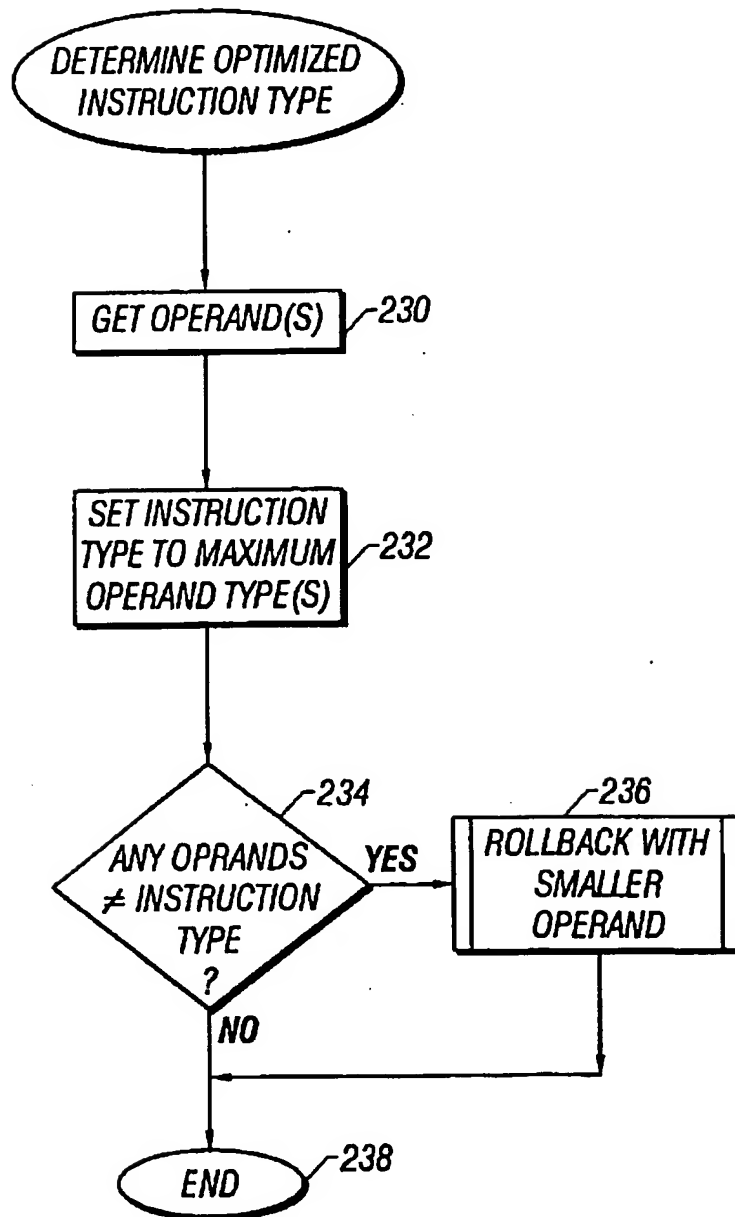 DETERMINE OPTIMIZED
INSTRUCTION TYPE
GET OPERAND(S)
230
SET INSTRUCTION
TYPE TO MAXIMUM
OPERAND TYPE(S)
232
234
ANY OPRANDS
≠ INSTRUCTION
TYPE
?
YES
236
ROLLBACK WITH
SMALLER
OPERAND
NO
END
238